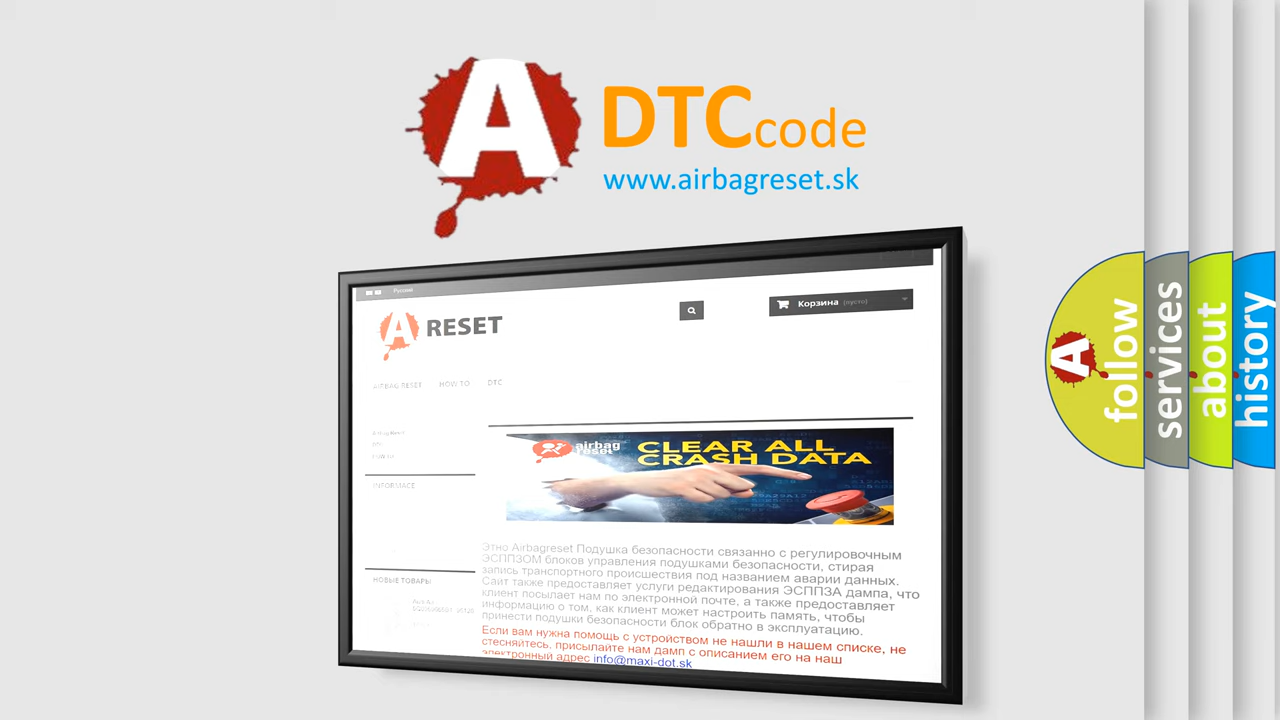 A DTC code
www.airbagreset.sk
Русский
A RESET
Корзина (пусто)
AIRBAG RESET HOW TO DTC
INFORMACE
airbag
reset
CLEAR ALL
CRASH DATA
Этно Airbagreset Подушка безопасности связанно с регулировочным
ЭСППЗОМ блоков управления подушками безопасности, стирая
запись транспортного происшествия под названием аварии данных.
Сайт также предоставляет услуги редактирования ЭСППЗА дампа, что
клиент посылает нам по электронной почте, а также предоставляет
информацию о том, как клиент может настроить память, чтобы
принести подушки безопасности блок обратно в эксплуатацию.
Если вам нужна помощь с устройством не нашли в нашем списке, не
стесняйтесь, присылайте нам дамп с описанием его на наш
электронный адрес info@maxi-dot.sk
НОВЫЕ ТОВАРЫ
A
follow
services
about
history